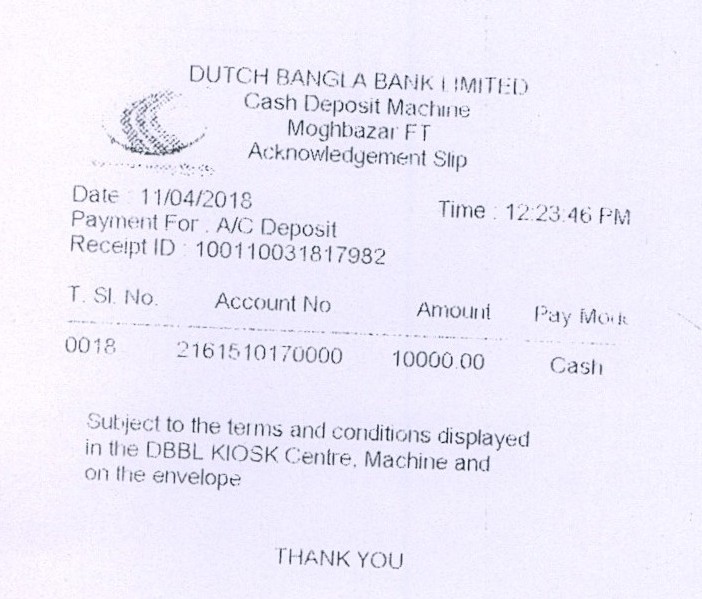 DUTCH BANGLA BANK LIMITED
Cash Deposit Machine
Moghbazar FT
Acknowledgement Slip
Date : 11/04/2018 Time : 12:23:46 PM
Payment For : A/C Deposit
Receipt ID : 100110031817982
T. Sl. No. Account No Amount Pay Mode
0018 2161510170000 10000.00 Cash
Subject to the terms and conditions displayed
in the DBBL KIOSK Centre, Machine and
on the envelope
THANK YOU